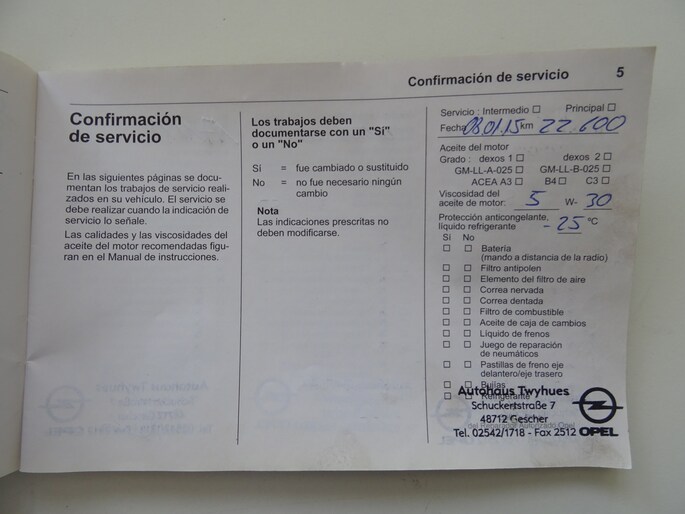 Confirmación de servicio 5
Confirmación
de servicio
En las siguientes páginas se docu-
mentan los trabajos de servicio reali-
zados en su vehículo. El servicio se
debe realizar cuando la indicación de
servicio lo señale.
Las calidades y las viscosidades del
aceite del motor recomendadas figu-
ran en el Manual de instrucciones.
Los trabajos deben
documentarse con un "Sí"
o un "No"
Sí = fue cambiado o sustituido
No = no fue necesario ningún
cambio
Nota
Las indicaciones prescritas no
deben modificarse.
Servicio : Intermedio ☐ Principal ☐
Fecha 08.01.15 km 22.600
Aceite del motor
Grado : dexos 1 ☐ dexos 2 ☐
GM-LL-A-025 ☐ GM-LL-B-025 ☐
ACEA A3 ☐ B4 ☐ C3 ☐
Viscosidad del
aceite de motor: 5 W- 30
Protección anticongelante,
líquido refrigerante -25 °C
Sí No
☐ ☐ Batería
(mando a distancia de la radio)
☐ ☐ Filtro antipolen
☐ ☐ Elemento del filtro de aire
☐ ☐ Correa nervada
☐ ☐ Correa dentada
☐ ☐ Filtro de combustible
☐ ☐ Aceite de caja de cambios
☐ ☐ Líquido de frenos
☐ ☐ Juego de reparación
de neumáticos
☐ ☐ Pastillas de freno eje
delantero/eje trasero
☐ ☐ Bujías
☐ ☐ Refrigerante
Autohaus Twyhues
Schuckertstraße 7
48712 Gescher
Tel. 02542/1718 - Fax 2512 OPEL